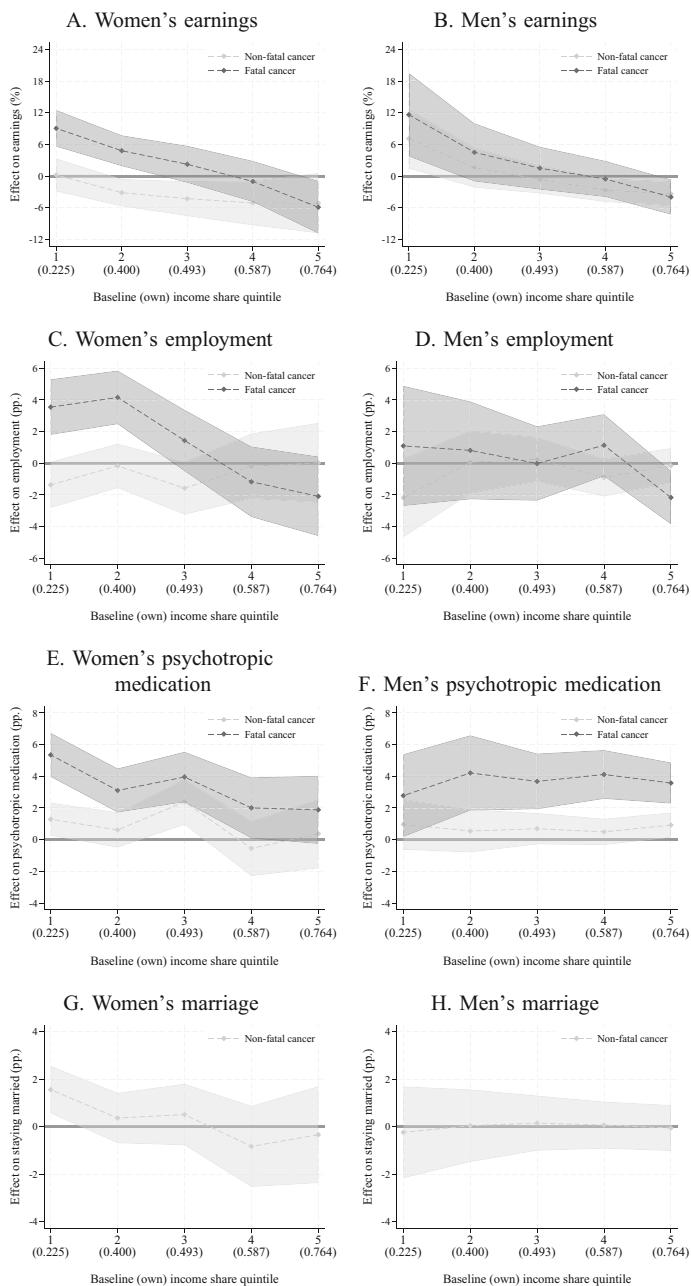 A. Women's earnings
Effect on earnings (%)
24
18
12
6
0
-6
-12
Non-fatal cancer
Fatal cancer
1 2 3 4 5
(0.225) (0.400) (0.493) (0.587) (0.764)
Baseline (own) income share quintile
B. Men's earnings
Effect on earnings (%)
24
18
12
6
0
-6
-12
Non-fatal cancer
Fatal cancer
1 2 3 4 5
(0.225) (0.400) (0.493) (0.587) (0.764)
Baseline (own) income share quintile
C. Women's employment
Effect on employment (pp.)
6
4
2
0
-2
-4
-6
Non-fatal cancer
Fatal cancer
1 2 3 4 5
(0.225) (0.400) (0.493) (0.587) (0.764)
Baseline (own) income share quintile
D. Men's employment
Effect on employment (pp.)
6
4
2
0
-2
-4
-6
Non-fatal cancer
Fatal cancer
1 2 3 4 5
(0.225) (0.400) (0.493) (0.587) (0.764)
Baseline (own) income share quintile
E. Women's psychotropic
medication
Effect on psychotropic medication (pp.)
8
6
4
2
0
-2
-4
Non-fatal cancer
Fatal cancer
1 2 3 4 5
(0.225) (0.400) (0.493) (0.587) (0.764)
Baseline (own) income share quintile
F. Men's psychotropic medication
Effect on psychotropic medication (pp.)
8
6
4
2
0
-2
-4
Non-fatal cancer
Fatal cancer
1 2 3 4 5
(0.225) (0.400) (0.493) (0.587) (0.764)
Baseline (own) income share quintile
G. Women's marriage
Effect on staying married (pp.)
4
2
0
-2
-4
Non-fatal cancer
1 2 3 4 5
(0.225) (0.400) (0.493) (0.587) (0.764)
Baseline (own) income share quintile
H. Men's marriage
Effect on staying married (pp.)
4
2
0
-2
-4
Non-fatal cancer
1 2 3 4 5
(0.225) (0.400) (0.493) (0.587) (0.764)
Baseline (own) income share quintile